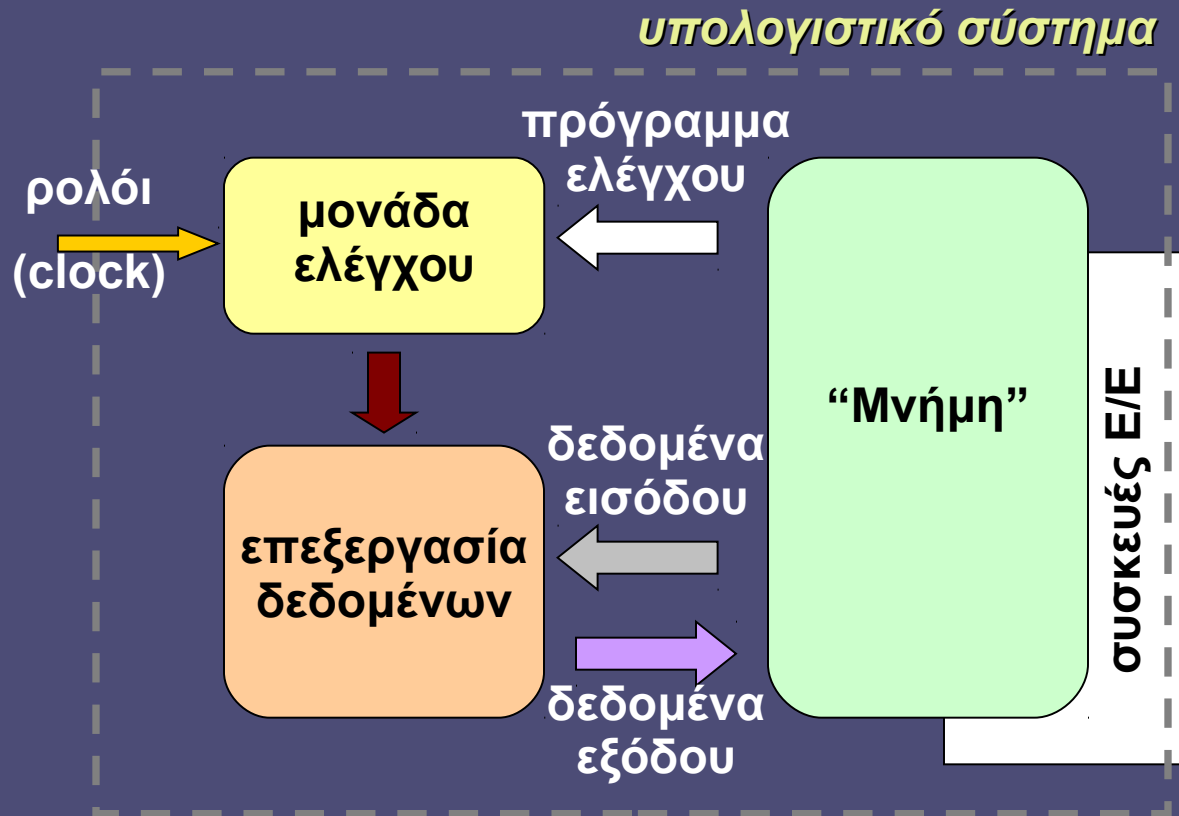 υπολογιστικό σύστημα
πρόγραμμα
ελέγχου
ρολόι
(clock)
μονάδα
ελέγχου
“Μνήμη”
δεδομένα
εισόδου
επεξεργασία
δεδομένων
δεδομένα
εξόδου
συσκευές Ε/Ε